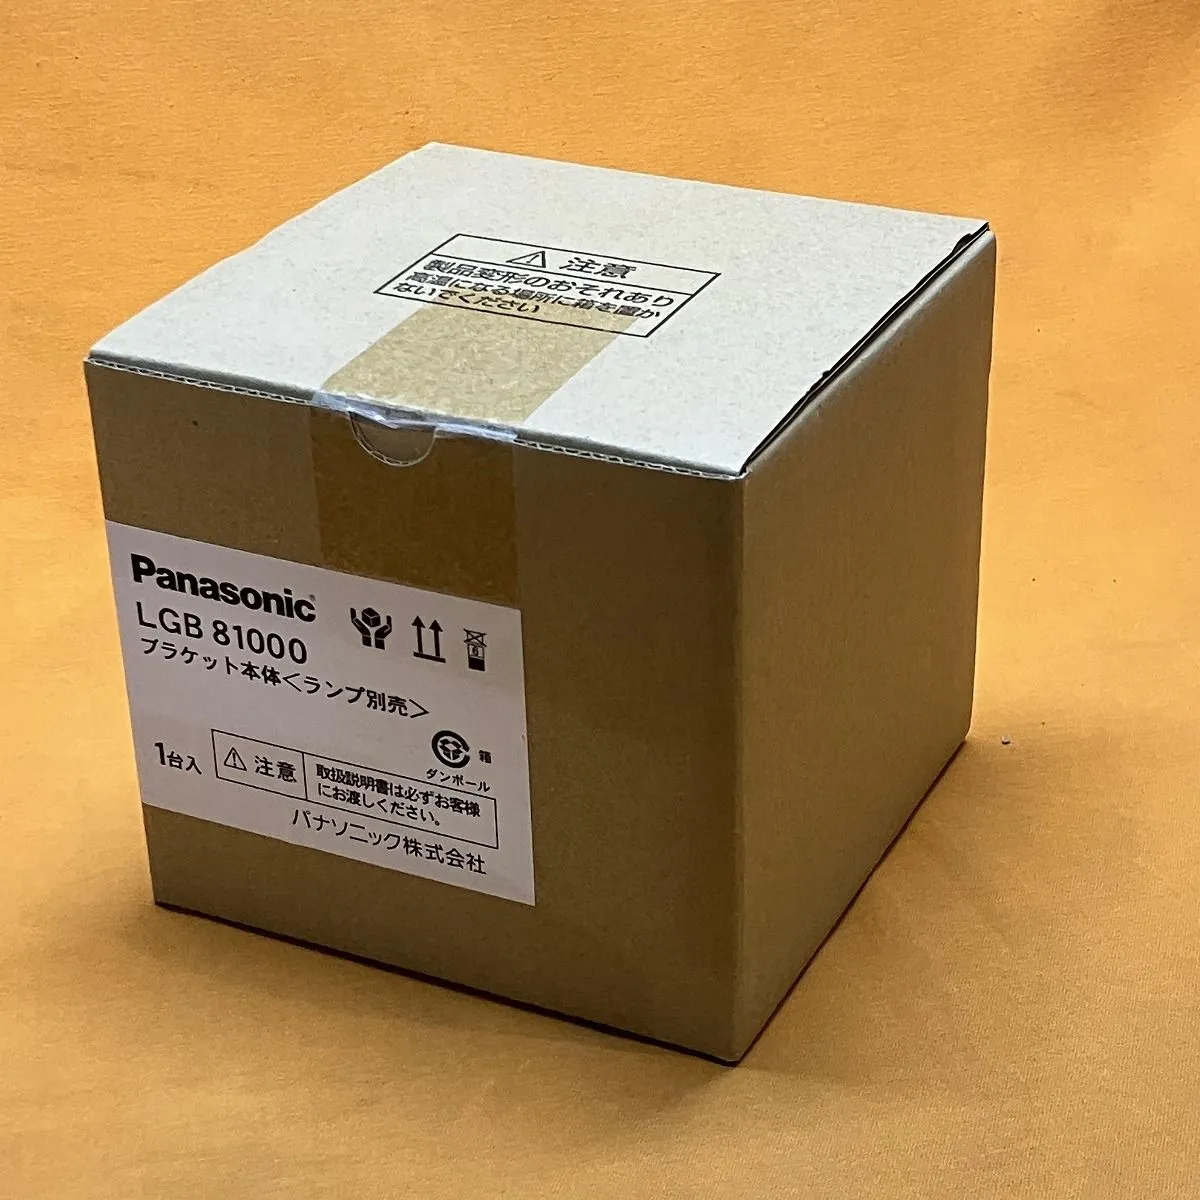 ⚠ 注意
製品変形のおそれあり
高温になる場所に箱を置か
ないでください
Panasonic
LGB 81000
ブラケット本体<ランプ別売>
1台入
⚠ 注意
取扱説明書は必ずお客様
にお渡しください。
箱
ダンボール
パナソニック株式会社